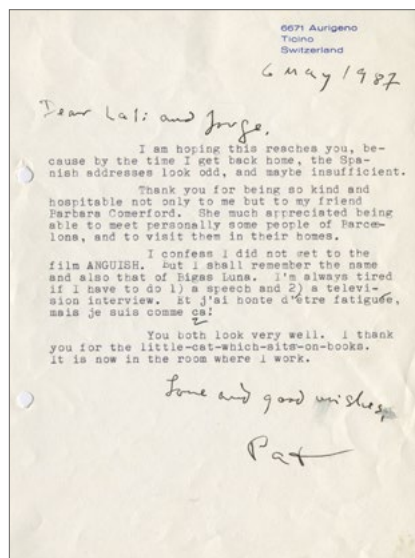 6671 Aurigeno
Ticino
Switzerland
6 May 1987
Dear Lali and Jorge,
I am hoping this reaches you, be-
cause by the time I get back home, the Spa-
nish addresses look odd, and maybe insufficient.
Thank you for being so kind and
hospitable not only to me but to my friend
Barbara Comerford. She much appreciated being
able to meet personally some people of Barce-
lona, and to visit them in their homes.
I confess I did not get to the
film ANGUISH. but I shall remember the name
and also that of Bigas Luna. I'm always tired
if I have to do 1) a speech and 2) a televi-
sion interview. Et j'ai honte d'être fatiguée,
mais je suis comme ça!
You both look very well. I thank
you for the little-cat-which-sits-on-books.
It is now in the room where I work.
Love and good wishes,
Pat